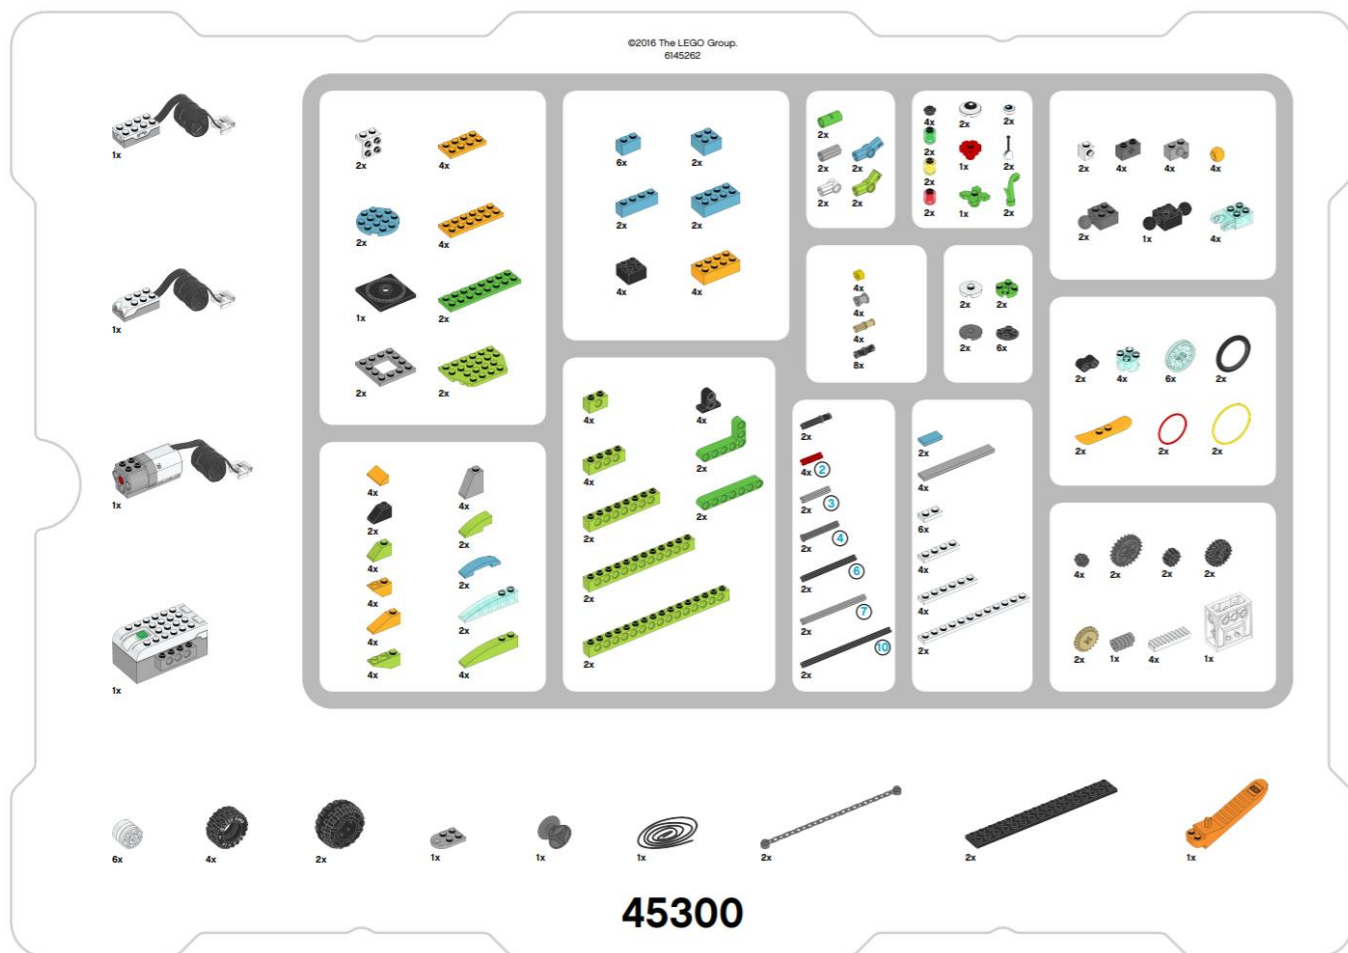 ©2016 The LEGO Group.
6145262
1x
1x
1x
1x
2x 4x
2x 4x
1x 2x
2x 2x
6x 2x
2x 2x
4x 4x
2x
2x 2x
2x 2x
4x 2x 2x
2x
2x 1x
2x 1x 2x
2x 2x 2x 4x
2x 1x 4x
4x
4x
4x
8x
2x 2x
2x 6x
2x 4x 6x 2x
2x 2x 2x
4x 4x
2x 2x
4x 2x
4x 2x
4x 4x
4x
4x 4x
4x 2x
2x 2x
2x
2x
2x
4x 2
2x 3
2x 4
2x 6
2x 7
2x 10
2x
4x
6x
4x
4x
2x
4x 2x 2x 2x
2x 1x 4x 1x
6x 4x 2x 1x 1x 1x 2x 2x 1x
45300